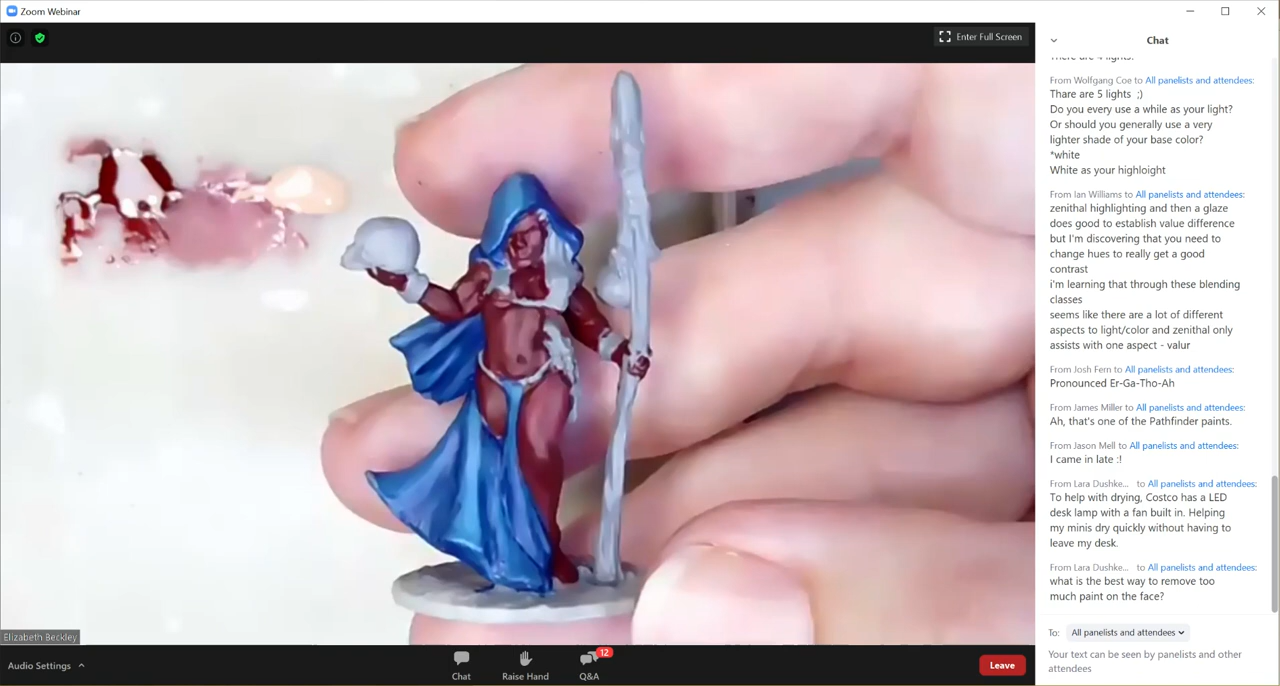 Zoom Webinar
Enter Full Screen
Chat
There are 4 lights.
From Wolfgang Coe to All panelists and attendees:
Thare are 5 lights ;)
Do you every use a while as your light?
Or should you generally use a very
lighter shade of your base color?
*white
White as your highloight
From Ian Williams to All panelists and attendees:
zenithal highlighting and then a glaze
does good to establish value difference
but I'm discovering that you need to
change hues to really get a good
contrast
i'm learning that through these blending
classes
seems like there are a lot of different
aspects to light/color and zenithal only
assists with one aspect - valur
From Josh Fern to All panelists and attendees:
Pronounced Er-Ga-Tho-Ah
From James Miller to All panelists and attendees:
Ah, that's one of the Pathfinder paints.
From Jason Mell to All panelists and attendees:
I came in late :!
From Lara Dushke... to All panelists and attendees:
To help with drying, Costco has a LED
desk lamp with a fan built in. Helping
my minis dry quickly without having to
leave my desk.
From Lara Dushke... to All panelists and attendees:
what is the best way to remove too
much paint on the face?
To: All panelists and attendees
Your text can be seen by panelists and other
attendees
Elizabeth Beckley
Audio Settings
Chat
Raise Hand
12
Q&A
Leave